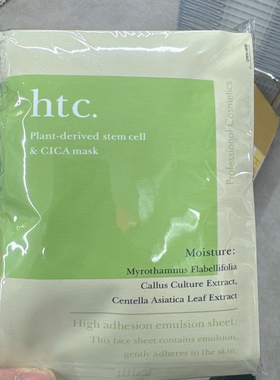 htc.
Plant-derived stem cell
& CICA mask
Professional Cosmetics
Moisture:
Myrothamnus Flabellifolia
Callus Culture Extract,
Centella Asiatica Leaf Extract
High adhesion emulsion sheet:
This face sheet contains emulsion,
gently adheres to the skin.